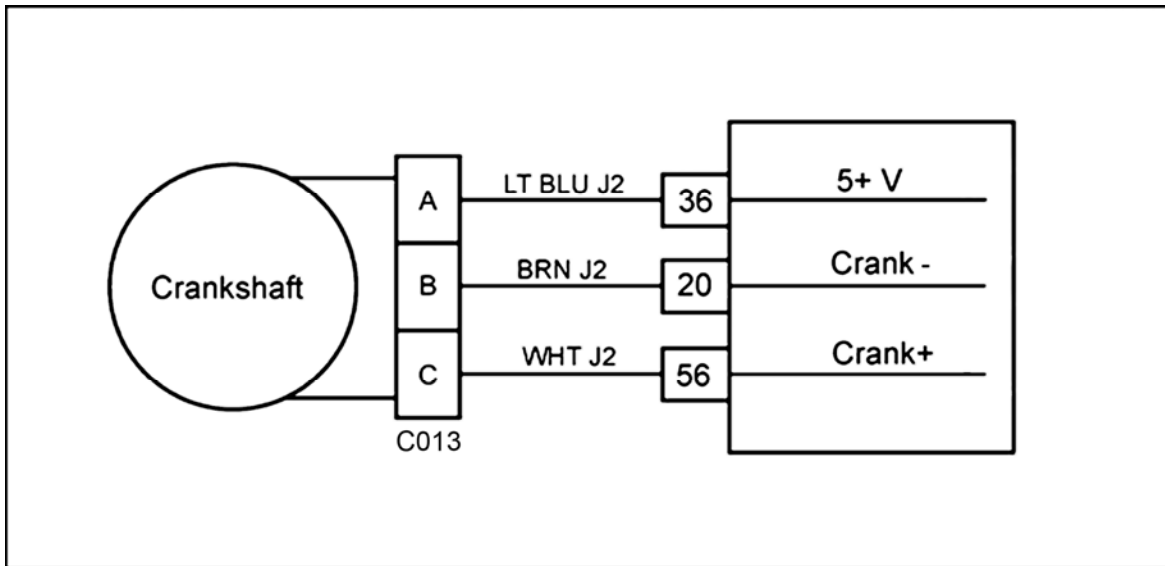 Crankshaft
A
B
C
C013
LT BLU J2
BRN J2
WHT J2
36
20
56
5+ V
Crank -
Crank+